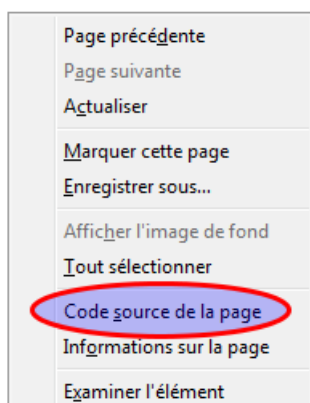 Page précédente
Page suivante
Actualiser
Marquer cette page
Enregistrer sous...
Afficher l'image de fond
Tout sélectionner
Code source de la page
Informations sur la page
Examiner l'élément